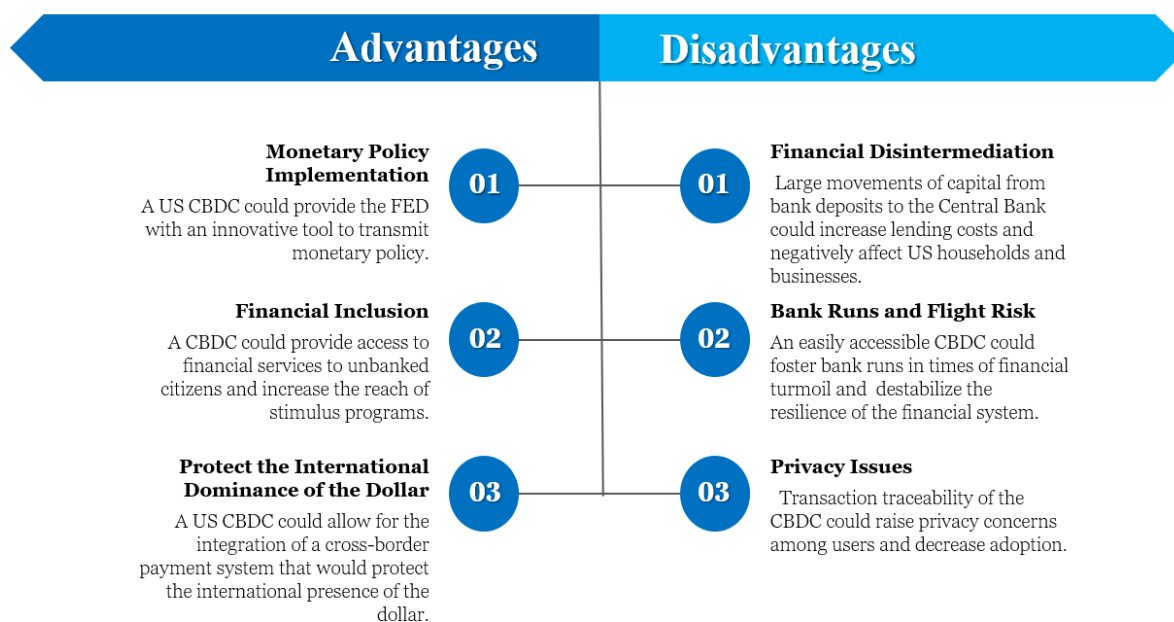 Advantages
Disadvantages
Monetary Policy
Implementation
A US CBDC could provide the FED
with an innovative tool to transmit
monetary policy.
01
01
Financial Disintermediation
Large movements of capital from
bank deposits to the Central Bank
could increase lending costs and
negatively affect US households and
businesses.
Financial Inclusion
A CBDC could provide access to
financial services to unbanked
citizens and increase the reach of
stimulus programs.
02
02
Bank Runs and Flight Risk
An easily accessible CBDC could
foster bank runs in times of financial
turmoil and destabilize the
resilience of the financial system.
Protect the International
Dominance of the Dollar
A US CBDC could allow for the
integration of a cross-border
payment system that would protect
the international presence of the
dollar.
03
03
Privacy Issues
Transaction traceability of the
CBDC could raise privacy concerns
among users and decrease adoption.